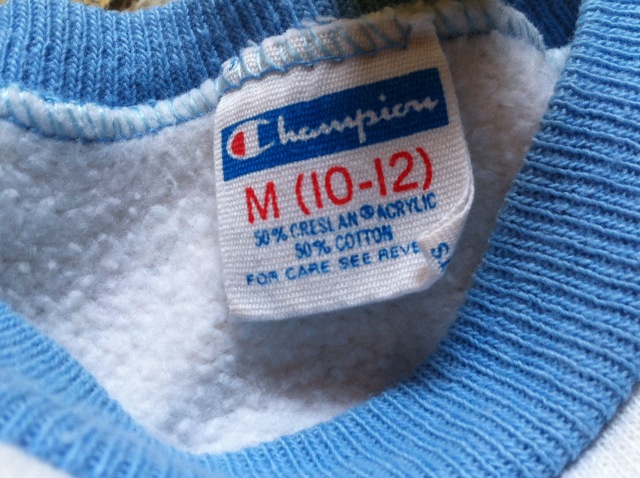 Champion
M (10-12)
50% CRESLAN® ACRYLIC
50% COTTON
FOR CARE SEE REVE